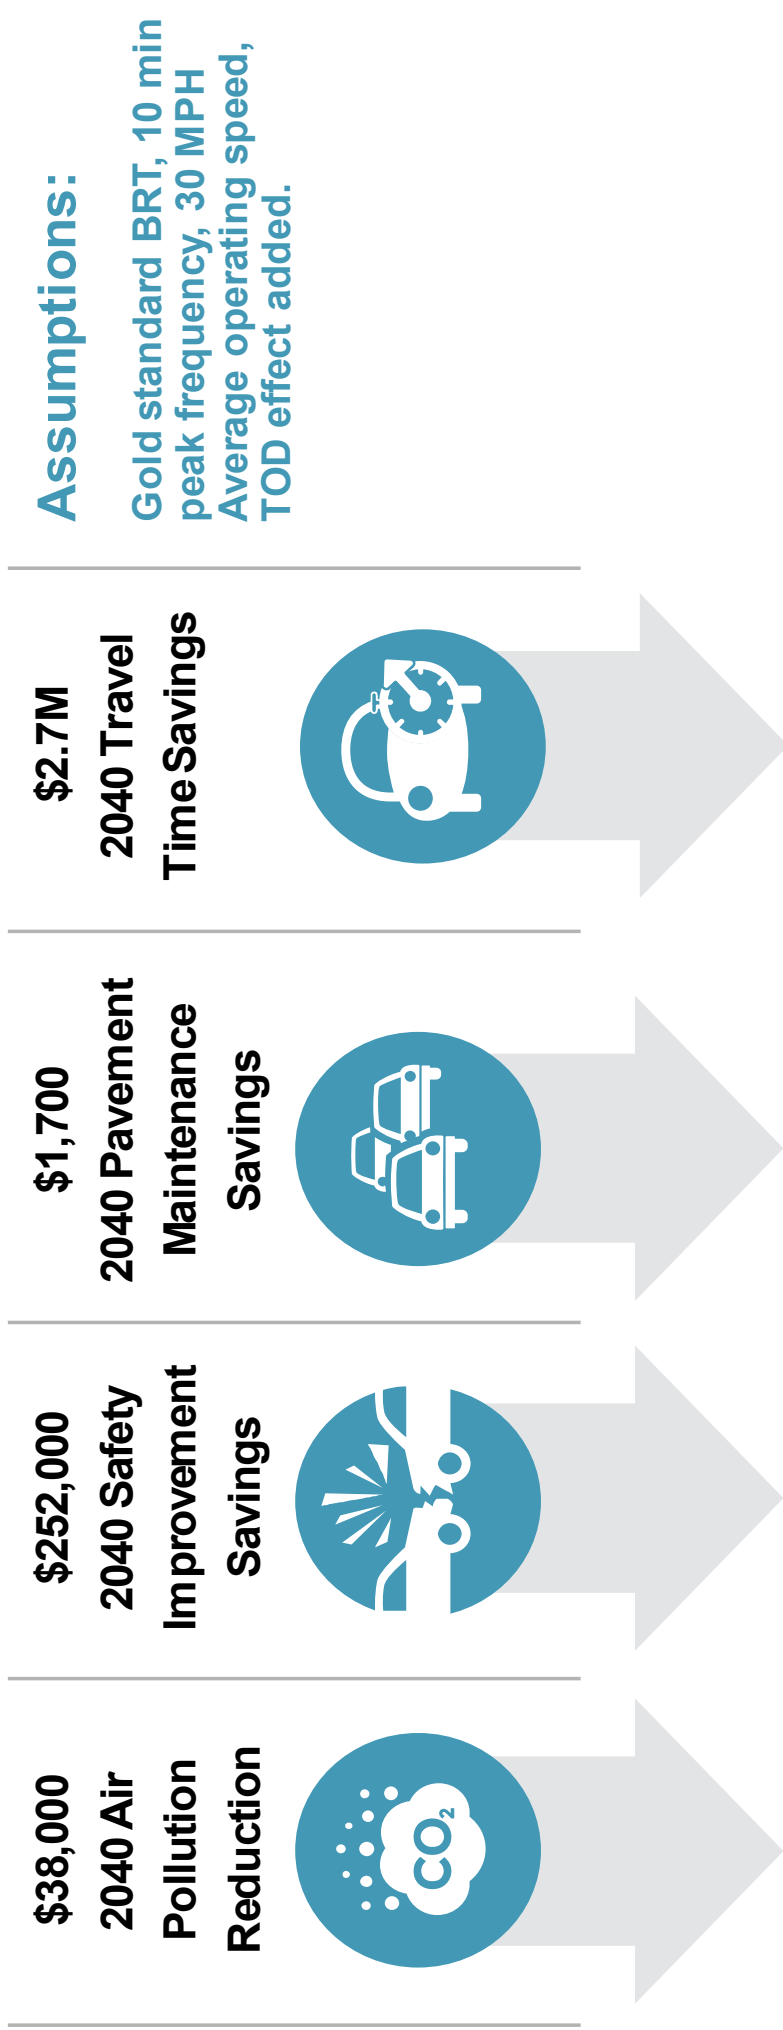 $38,000
2040 Air
Pollution
Reduction
CO2
$252,000
2040 Safety
Improvement
Savings
$1,700
2040 Pavement
Maintenance
Savings
$2.7M
2040 Travel
Time Savings
Assumptions:
Gold standard BRT, 10 min
peak frequency, 30 MPH
Average operating speed,
TOD effect added.